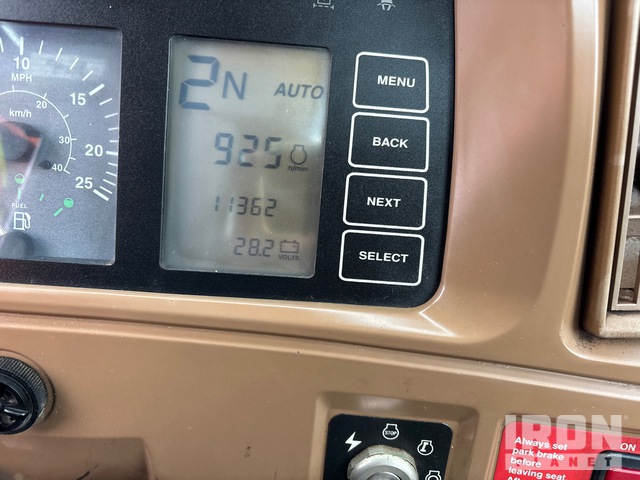 10
MPH
15
20
25
20
km/h
30
40
FUEL
2N AUTO
925 n/min
11362
28.2 VOLTS
MENU
BACK
NEXT
SELECT
STOP
Always set
park brake
before
leaving seat
ON
IRON
PLANET